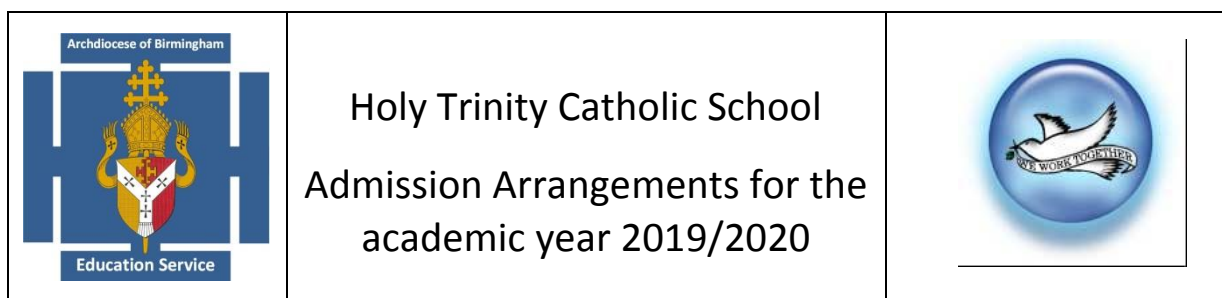 Archdiocese of Birmingham
Education Service
Holy Trinity Catholic School
Admission Arrangements for the
academic year 2019/2020
WE WORK TOGETHER